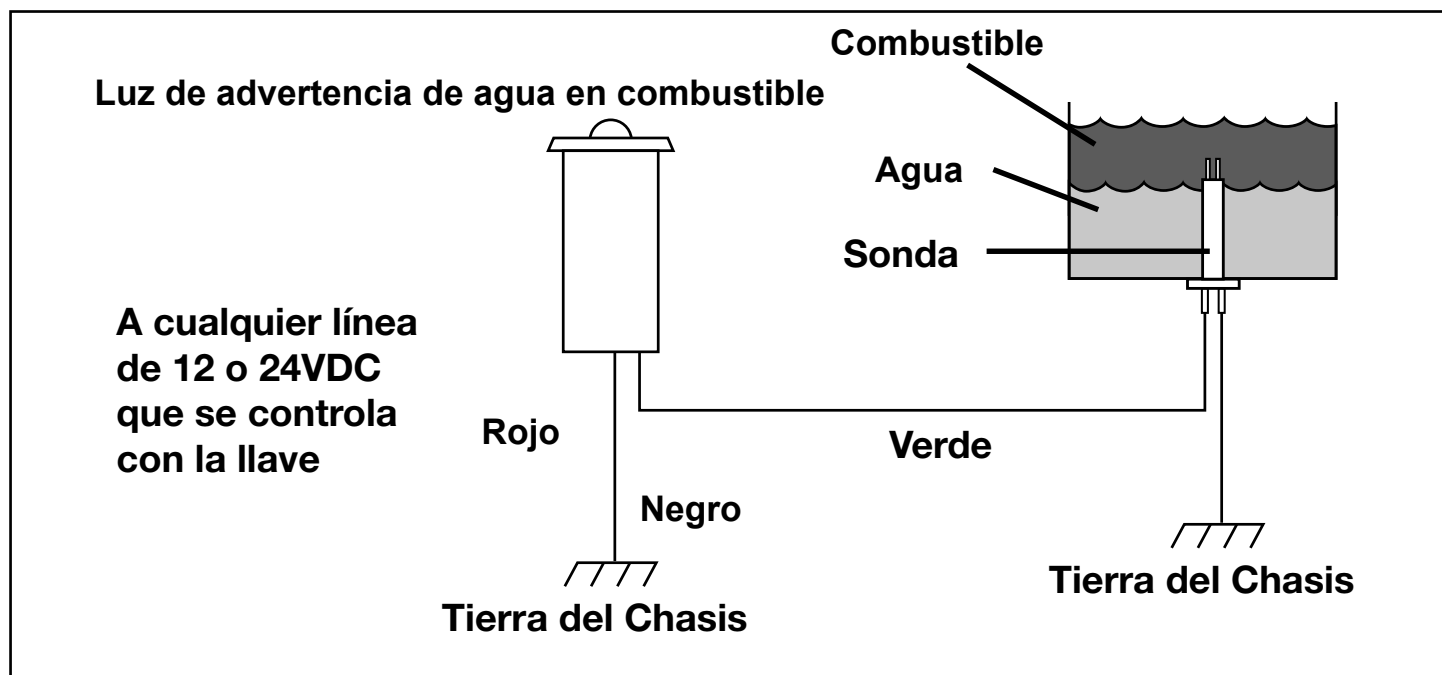 Combustible
Luz de advertencia de agua en combustible
Agua
Sonda
A cualquier línea
de 12 o 24VDC
que se controla
con la llave
Rojo
Verde
Negro
Tierra del Chasis
Tierra del Chasis